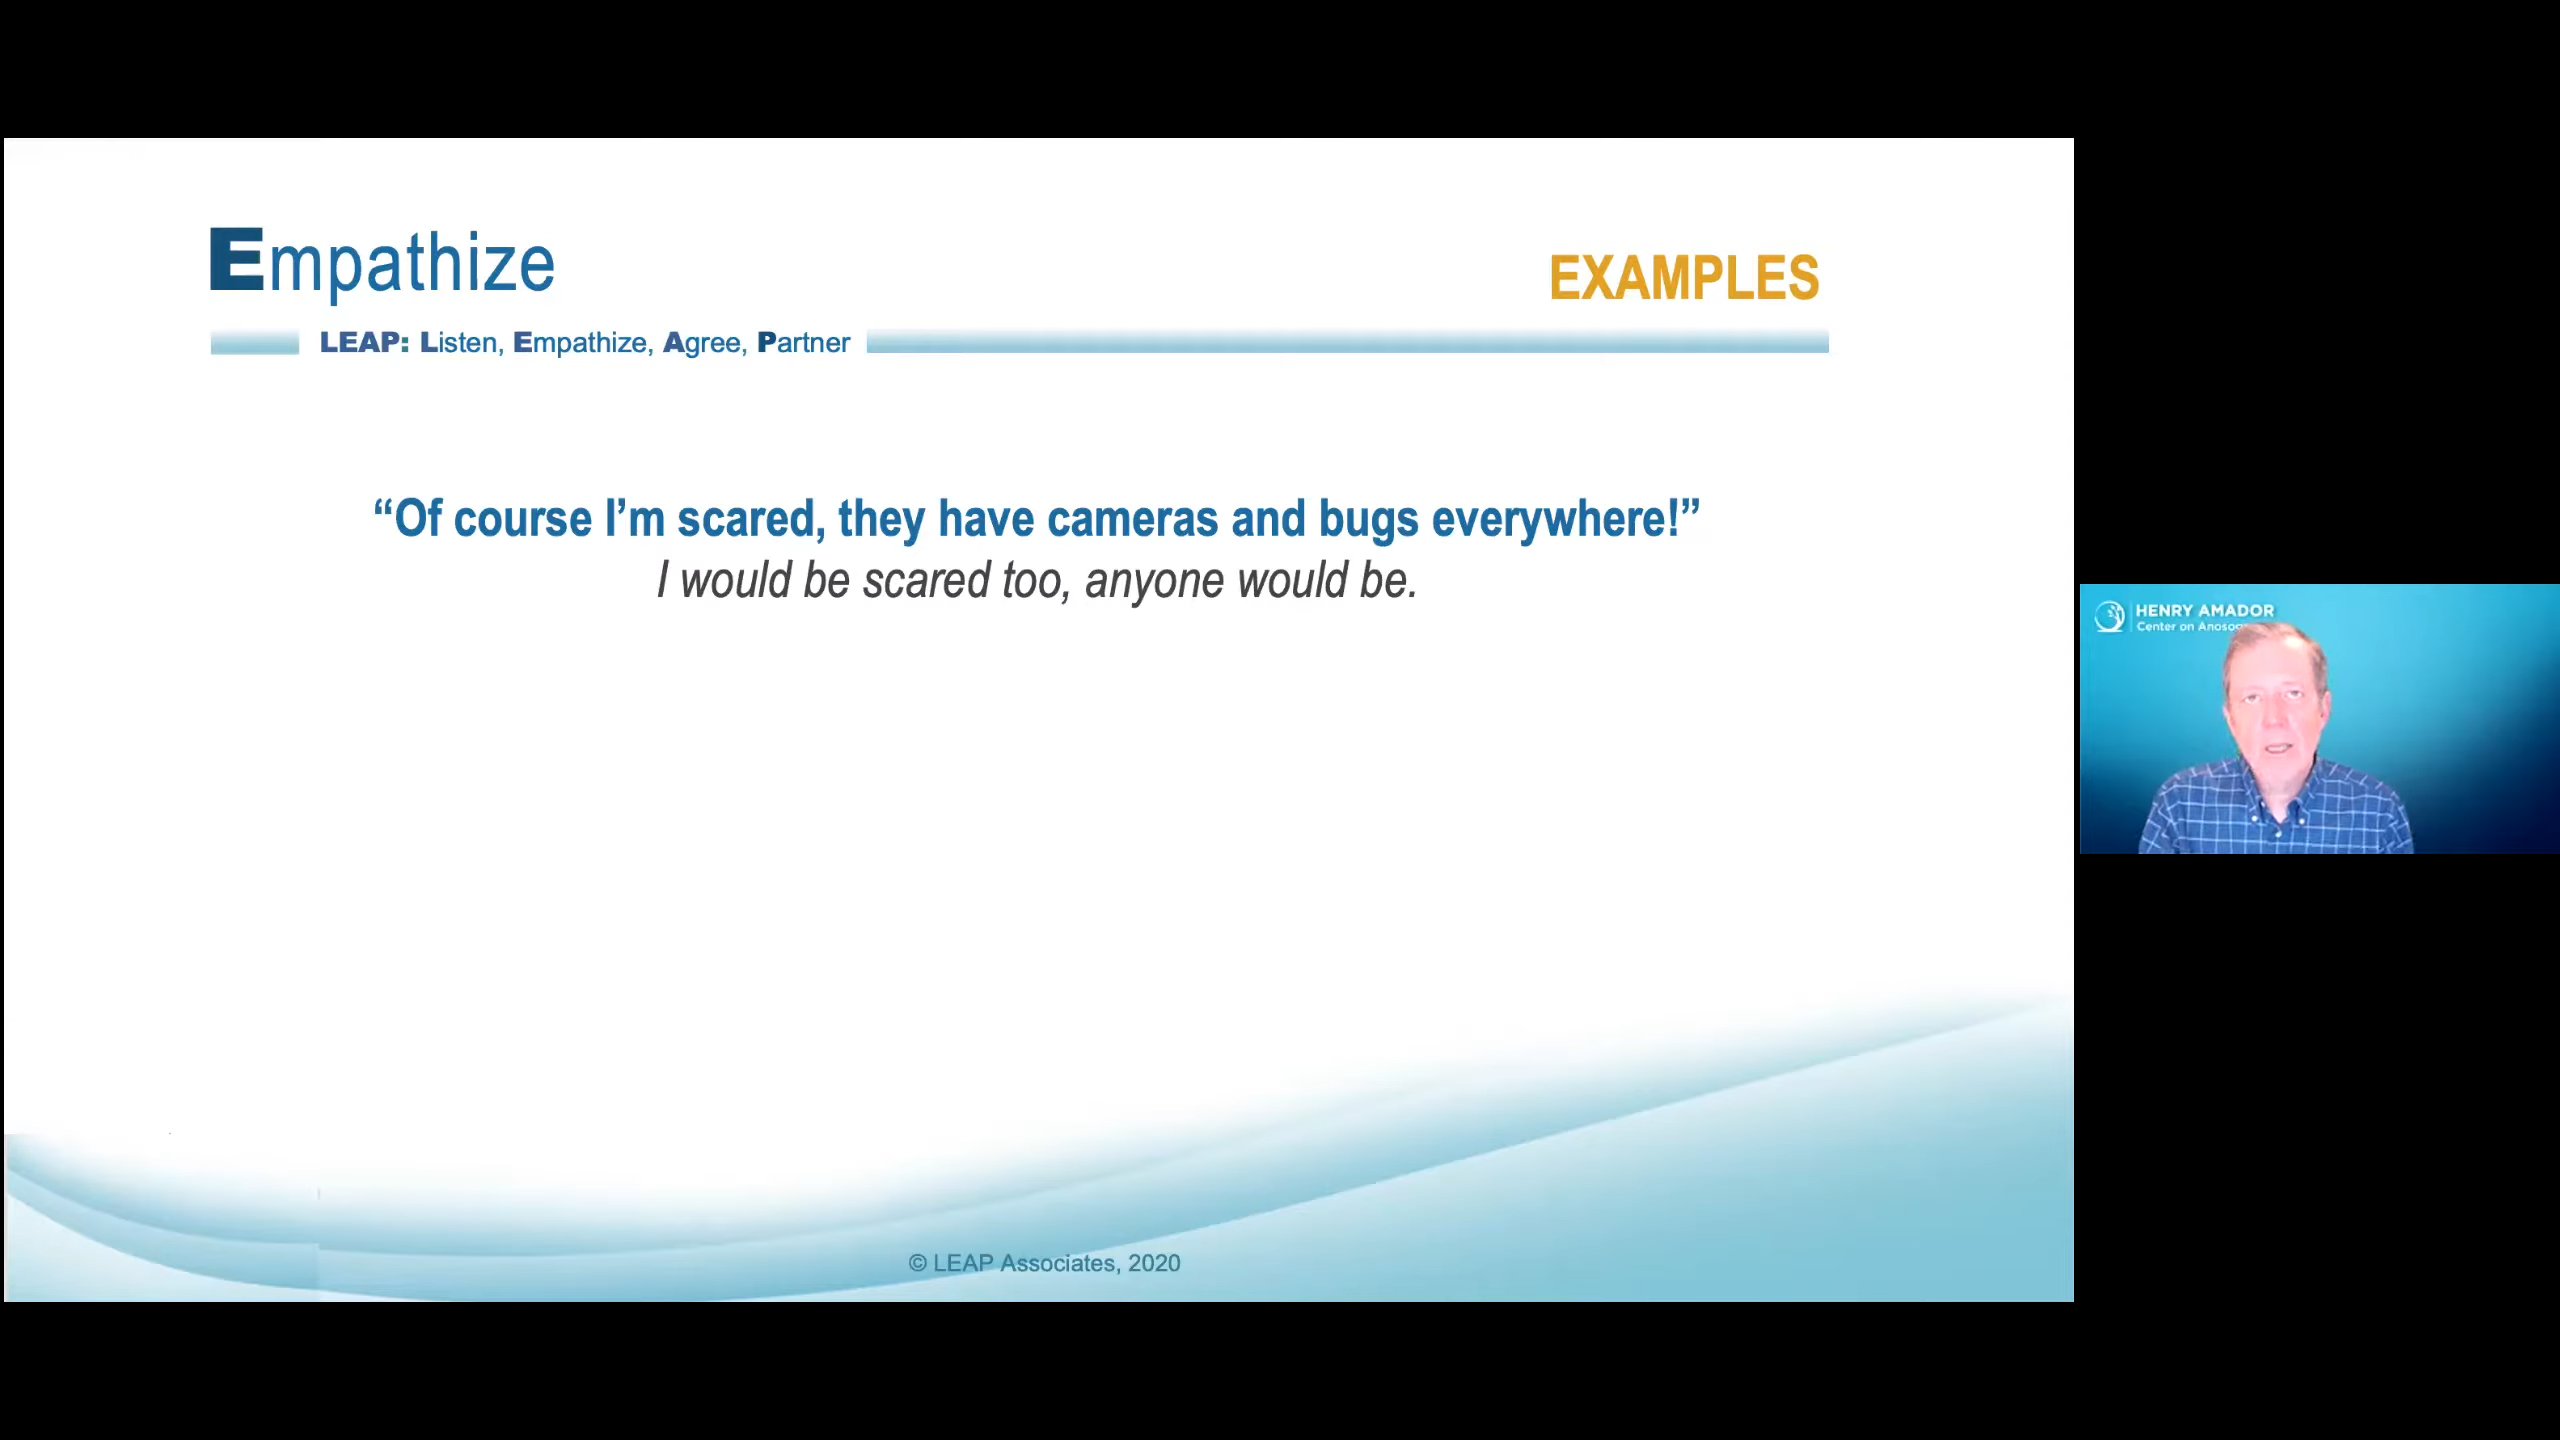 Empathize
EXAMPLES
LEAP: Listen, Empathize, Agree, Partner
“Of course I’m scared, they have cameras and bugs everywhere!”
I would be scared too, anyone would be.
© LEAP Associates, 2020
HENRY AMADOR
Center on